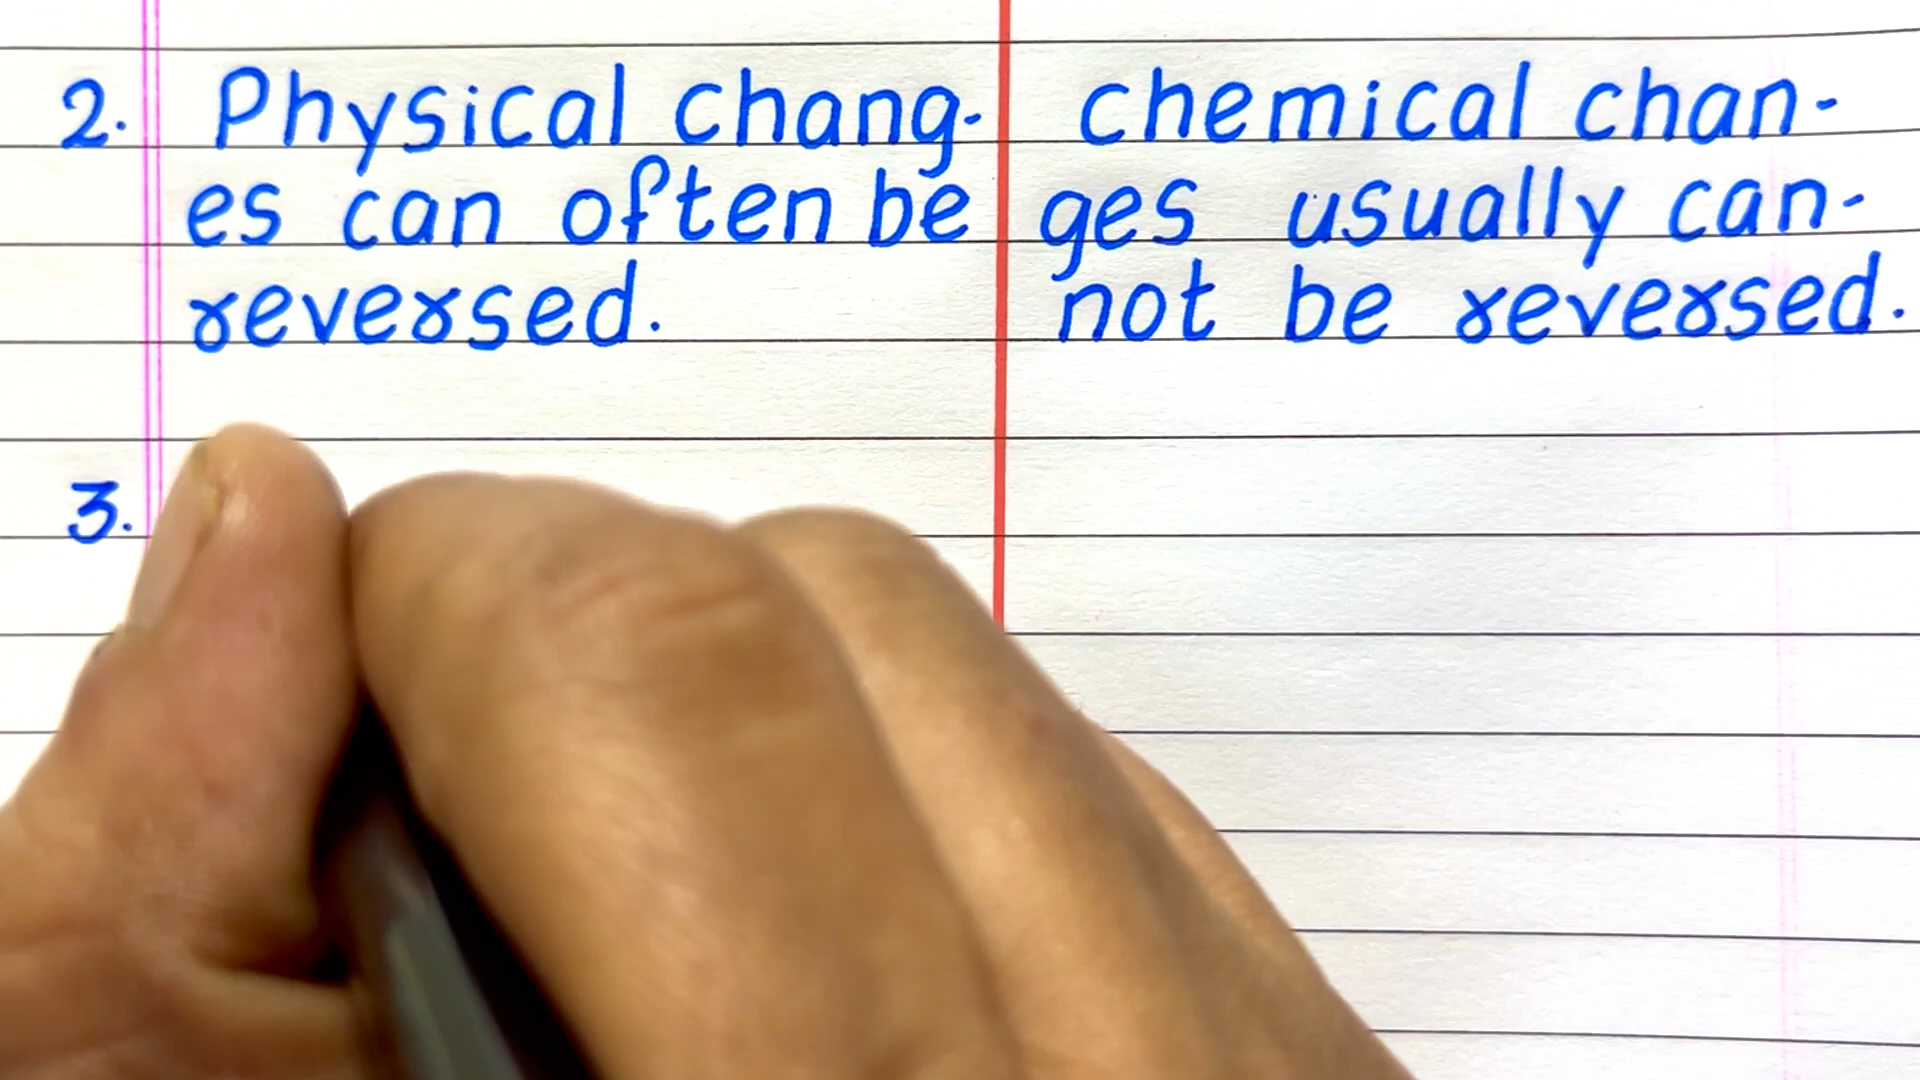 2. Physical chang-
es can often be
reversed.
chemical chan-
ges usually can-
not be reversed.
3.